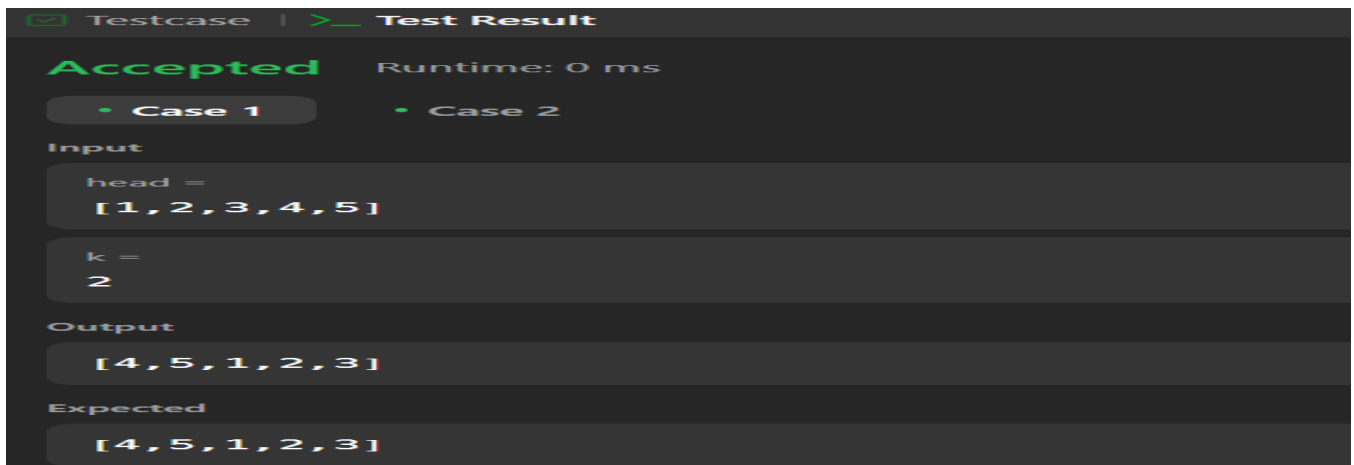 Testcase | >_ Test Result
Accepted Runtime: 0 ms
• Case 1 • Case 2
Input
head =
[1,2,3,4,5]
k =
2
Output
[4,5,1,2,3]
Expected
[4,5,1,2,3]